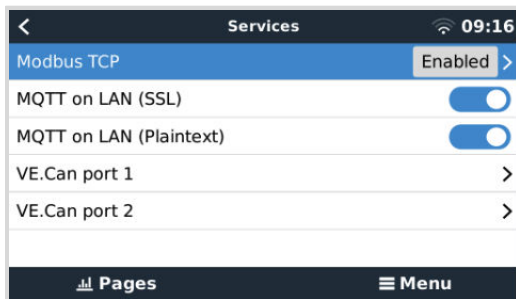 Services 09:16
Modbus TCP Enabled
MQTT on LAN (SSL)
MQTT on LAN (Plaintext)
VE.Can port 1
VE.Can port 2
Pages Menu